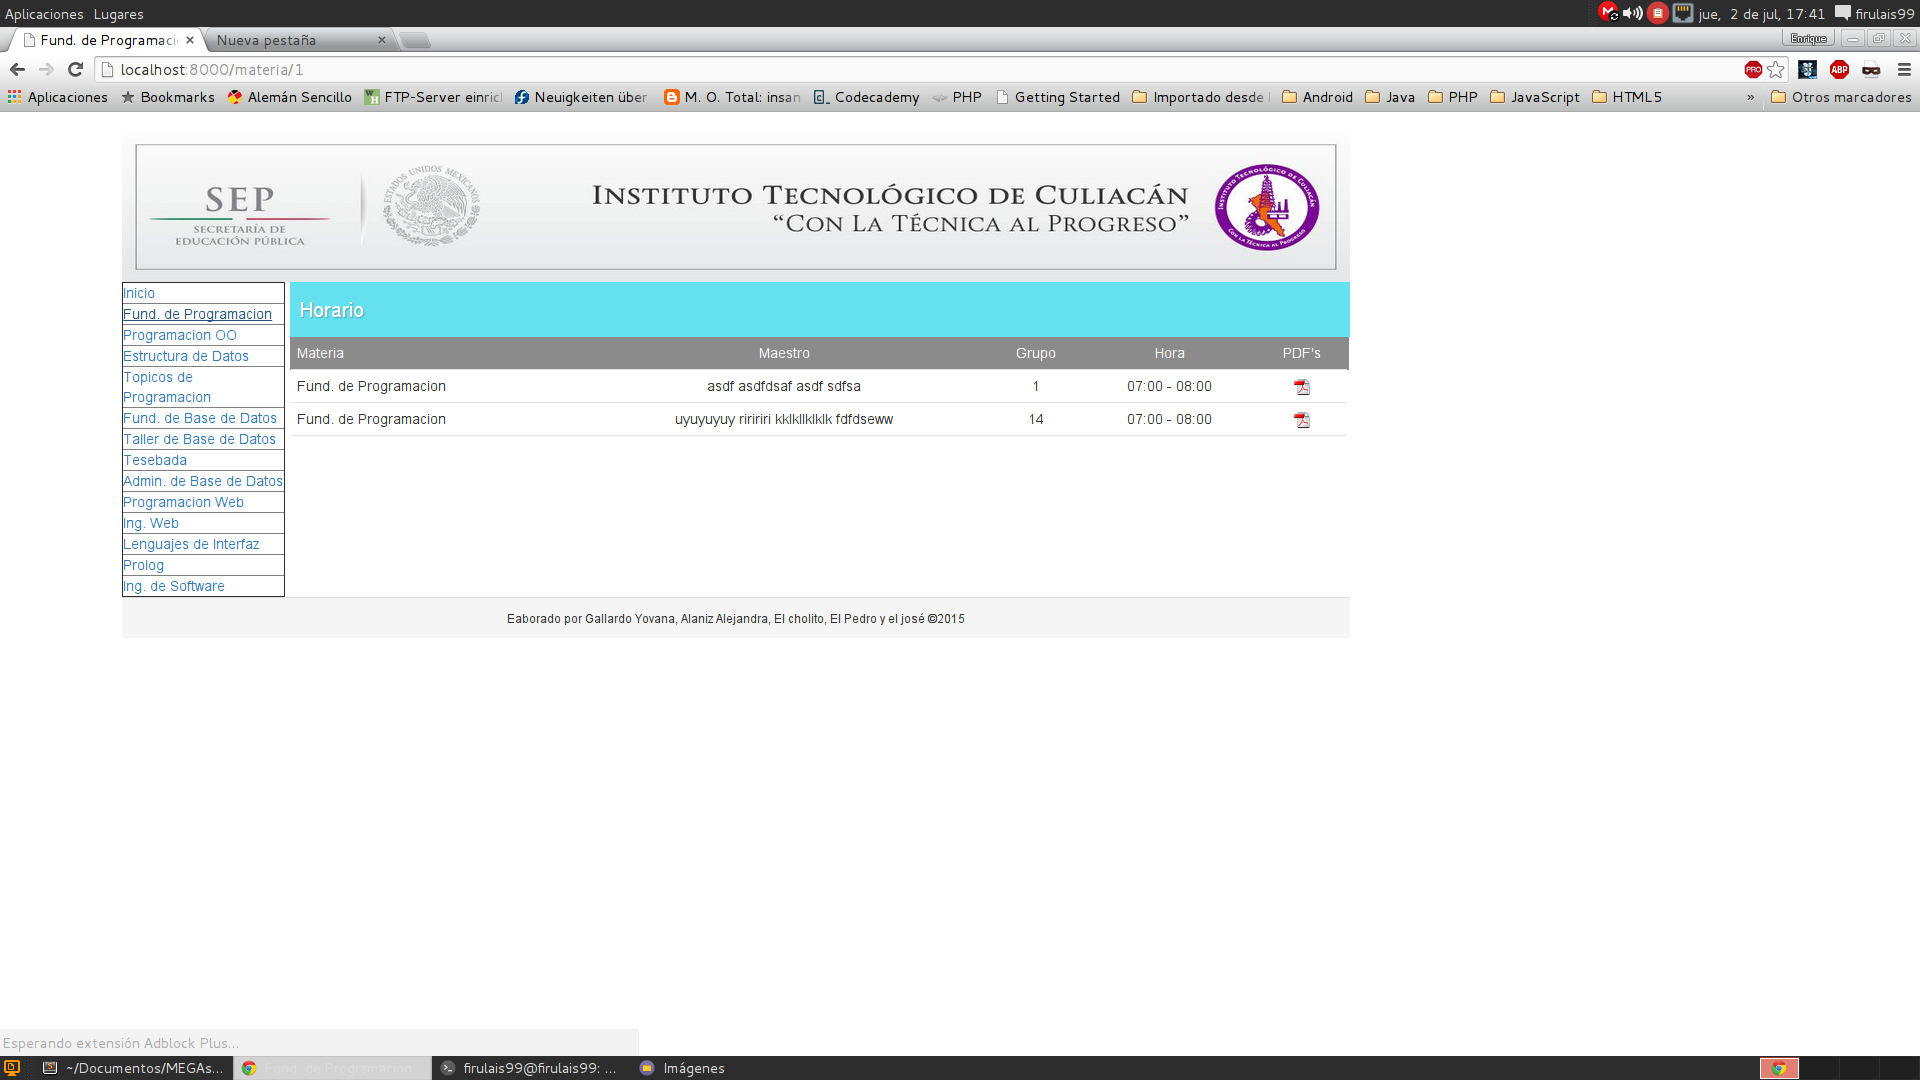 Aplicaciones Lugares
jue, 2 de jul, 17:41 firulais99
Fund. de Programaci
Nueva pestaña
Enrique
localhost:8000/materia/1
PRO
ABP
Aplicaciones Bookmarks Alemán Sencillo FTP-Server einric Neuigkeiten über M. O. Total: insan Codecademy PHP Getting Started Importado desde Android Java PHP JavaScript HTML5 » Otros marcadores
SEP
SECRETARÍA DE
EDUCACIÓN PÚBLICA
ESTADOS UNIDOS MEXICANOS
INSTITUTO TECNOLÓGICO DE CULIACÁN
“CON LA TÉCNICA AL PROGRESO”
INSTITUTO TECNOLÓGICO DE CULIACAN
CON LA TÉCNICA AL PROGRESO
Inicio
Fund. de Programacion
Programacion OO
Estructura de Datos
Topicos de
Programacion
Fund. de Base de Datos
Taller de Base de Datos
Tesebada
Admin. de Base de Datos
Programacion Web
Ing. Web
Lenguajes de Interfaz
Prolog
Ing. de Software
Horario
Materia Maestro Grupo Hora PDF's
Fund. de Programacion asdf asdfdsaf asdf sdfsa 1 07:00 - 08:00
Fund. de Programacion uyuyuyuy riririri kklkllklklk fdfdseww 14 07:00 - 08:00
Eaborado por Gallardo Yovana, Alaniz Alejandra, El cholito, El Pedro y el josé ©2015
Esperando extensión Adblock Plus...
~/Documentos/MEGAs...
Fund. de Programacion...
firulais99@firulais99: ...
Imágenes